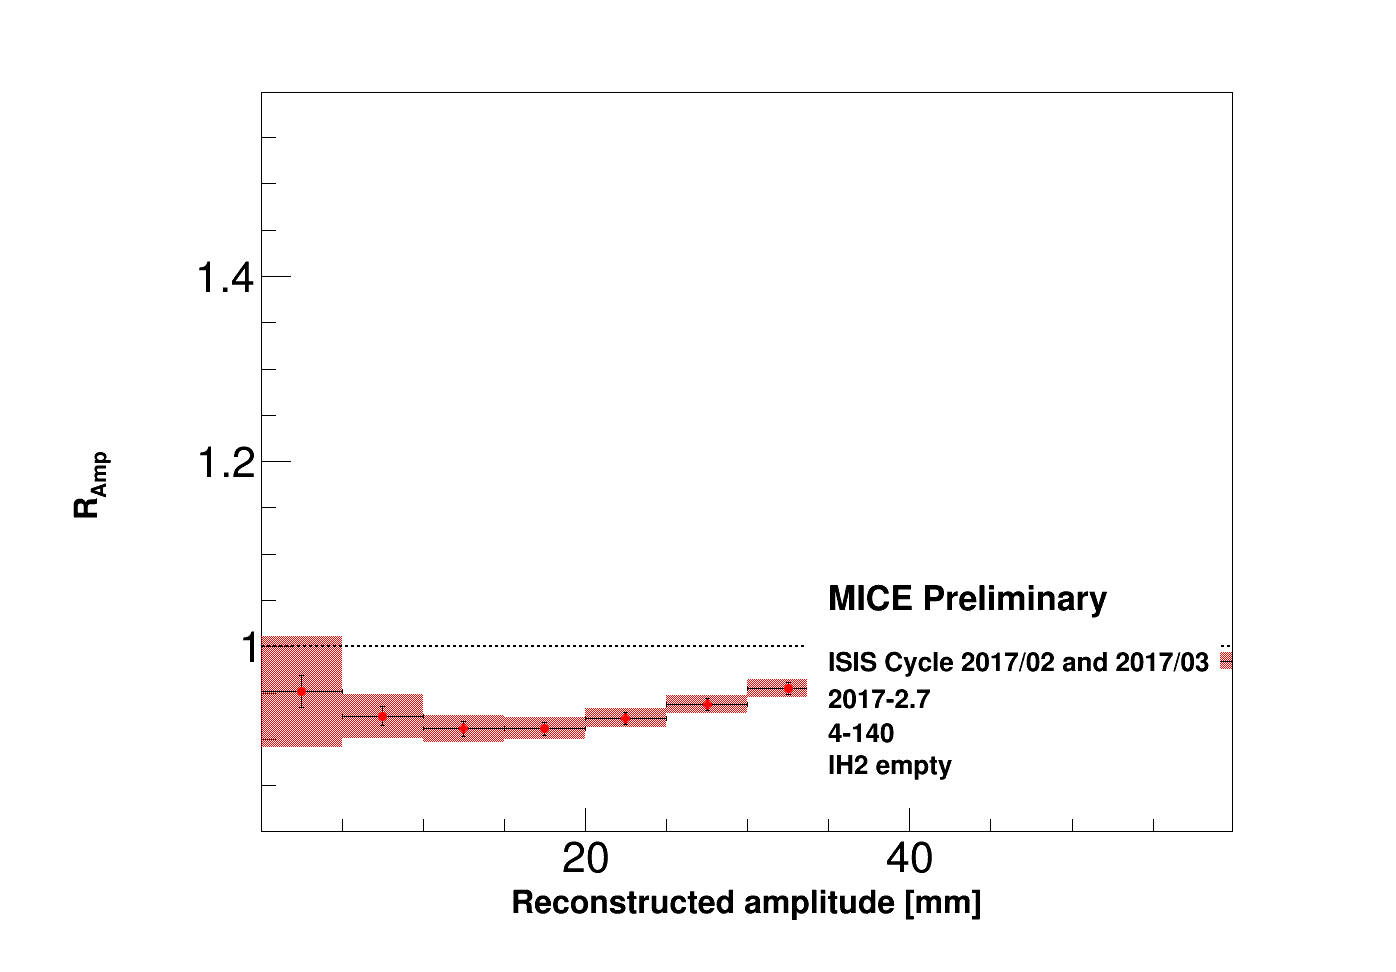 1.4
1.2
R_Amp
MICE Preliminary
1
ISIS Cycle 2017/02 and 2017/03
2017-2.7
4-140
lH2 empty
20 40
Reconstructed amplitude [mm]